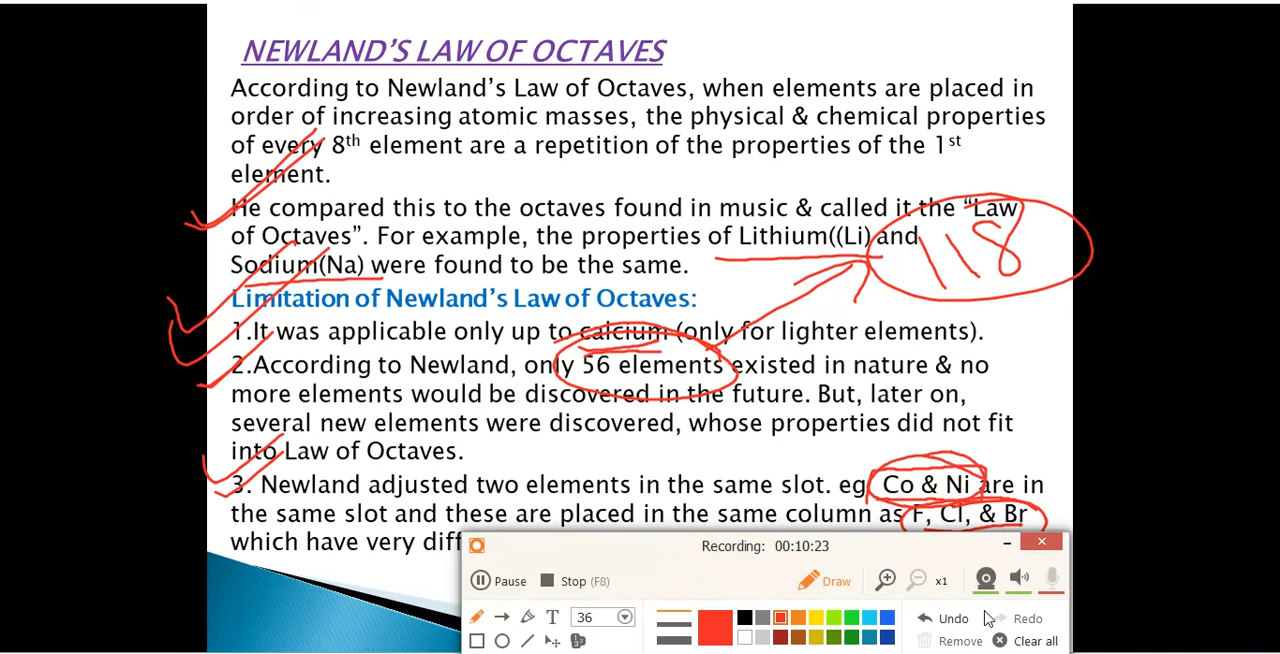 NEWLAND'S LAW OF OCTAVES
According to Newland's Law of Octaves, when elements are placed in
order of increasing atomic masses, the physical & chemical properties
of every 8th element are a repetition of the properties of the 1st
element.
He compared this to the octaves found in music & called it the "Law
of Octaves". For example, the properties of Lithium((Li) and
118
Sodium(Na) were found to be the same.
Limitation of Newland's Law of Octaves:
1.It was applicable only up to calcium (only for lighter elements).
2.According to Newland, only 56 elements existed in nature & no
more elements would be discovered in the future. But, later on,
several new elements were discovered, whose properties did not fit
into Law of Octaves.
3. Newland adjusted two elements in the same slot. eg Co & Ni are in
the same slot and these are placed in the same column as F, Cl, & Br
which have very diff
Recording: 00:10:23
Pause Stop (F8) Draw x1
T 36 Undo Redo
Remove Clear all